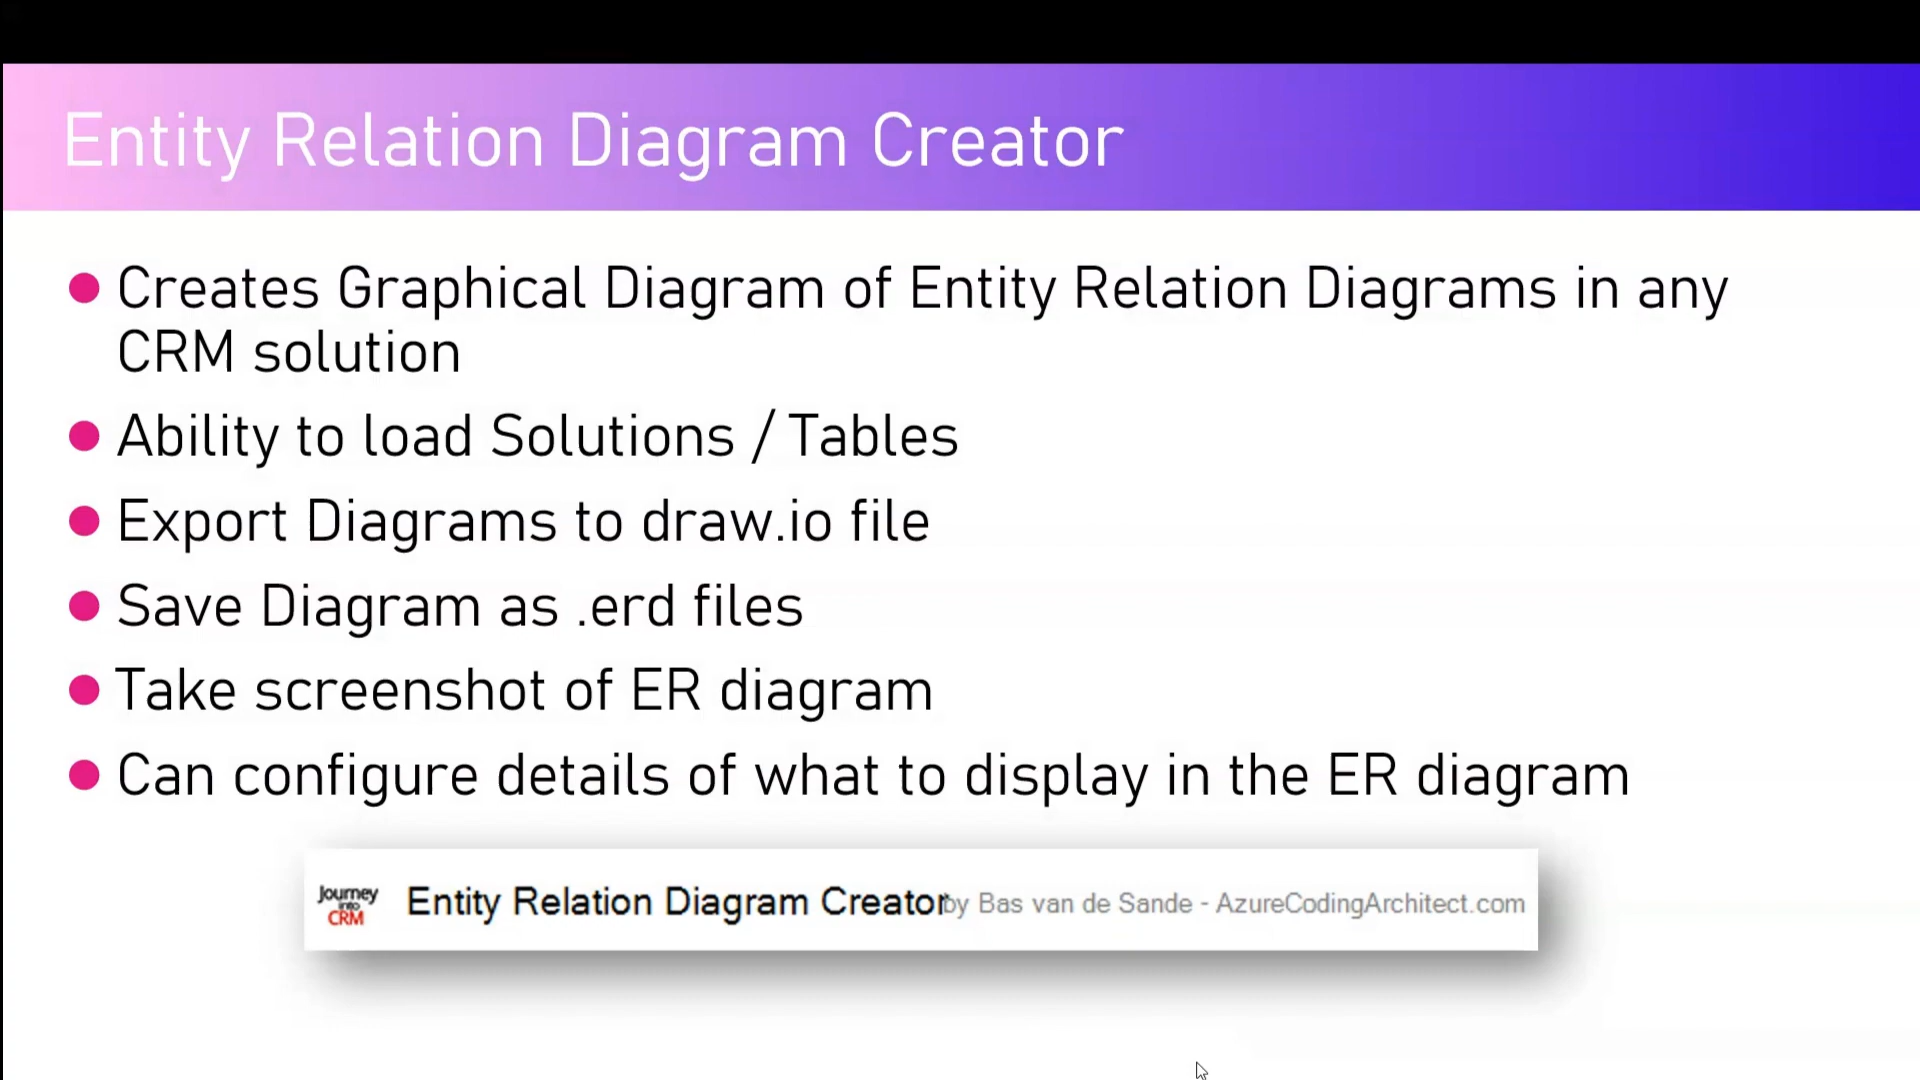 Entity Relation Diagram Creator
Creates Graphical Diagram of Entity Relation Diagrams in any
CRM solution
Ability to load Solutions / Tables
Export Diagrams to draw.io file
Save Diagram as .erd files
Take screenshot of ER diagram
Can configure details of what to display in the ER diagram
Journey
into
CRM
Entity Relation Diagram Creator by Bas van de Sande - AzureCodingArchitect.com